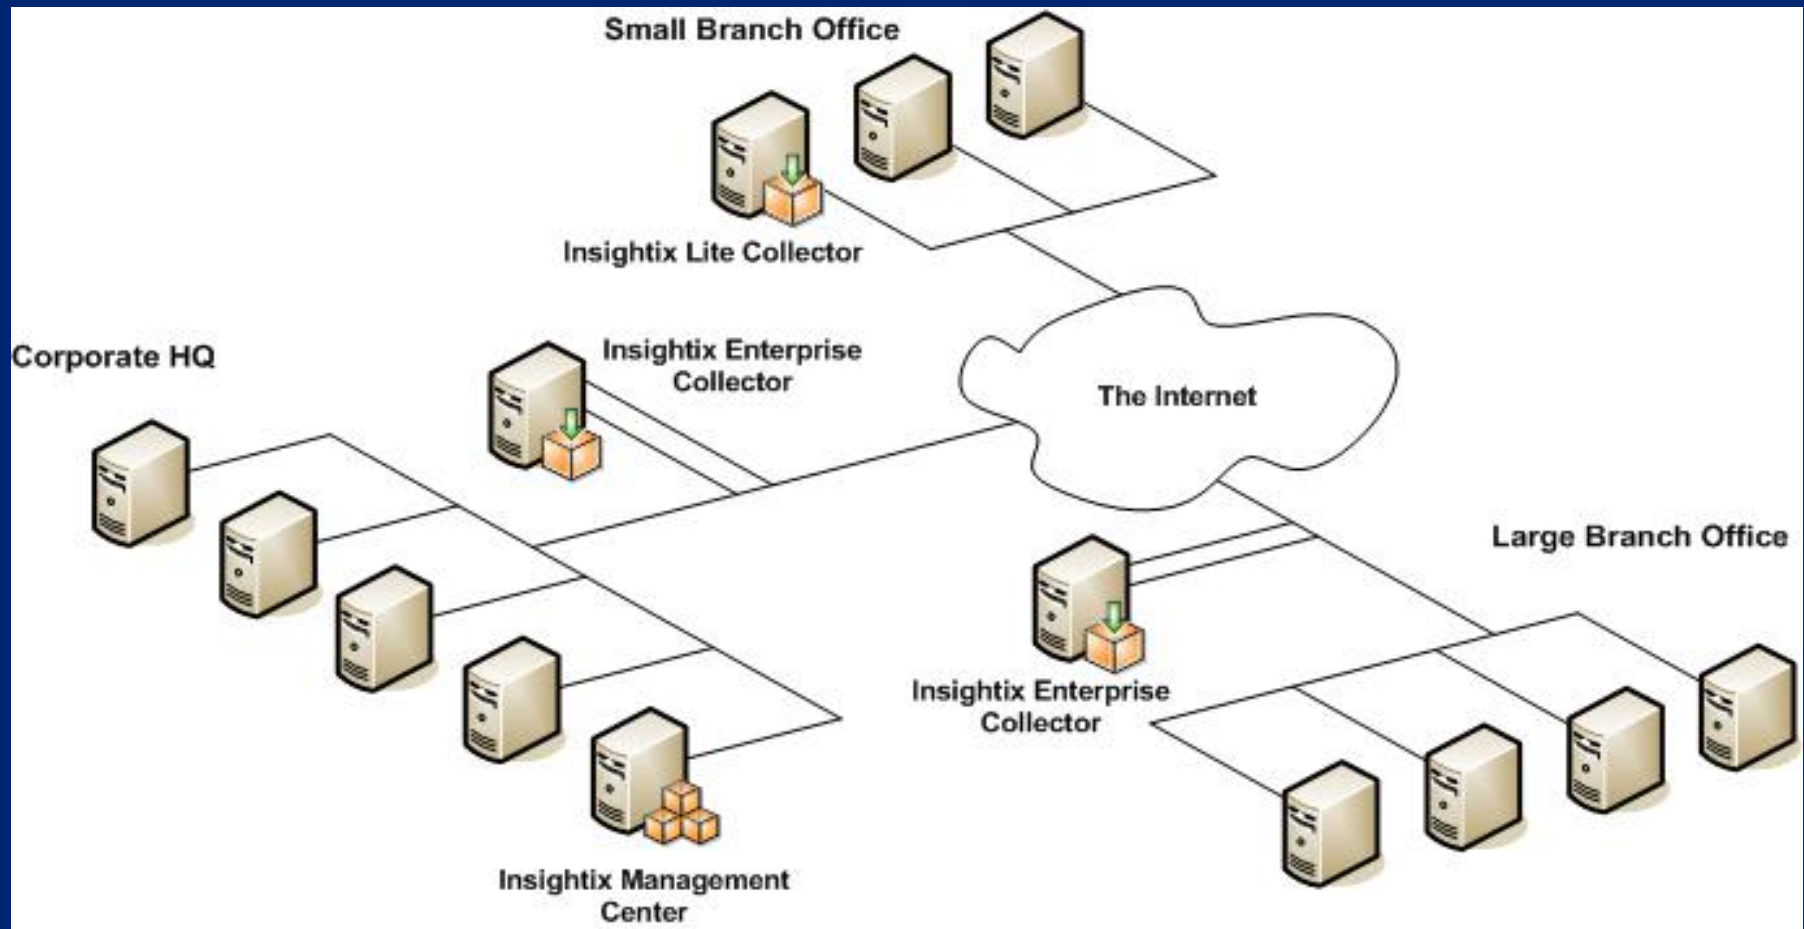 Small Branch Office
Insightix Lite Collector
Corporate HQ
Insightix Enterprise
Collector
The Internet
Large Branch Office
Insightix Enterprise
Collector
Insightix Management
Center